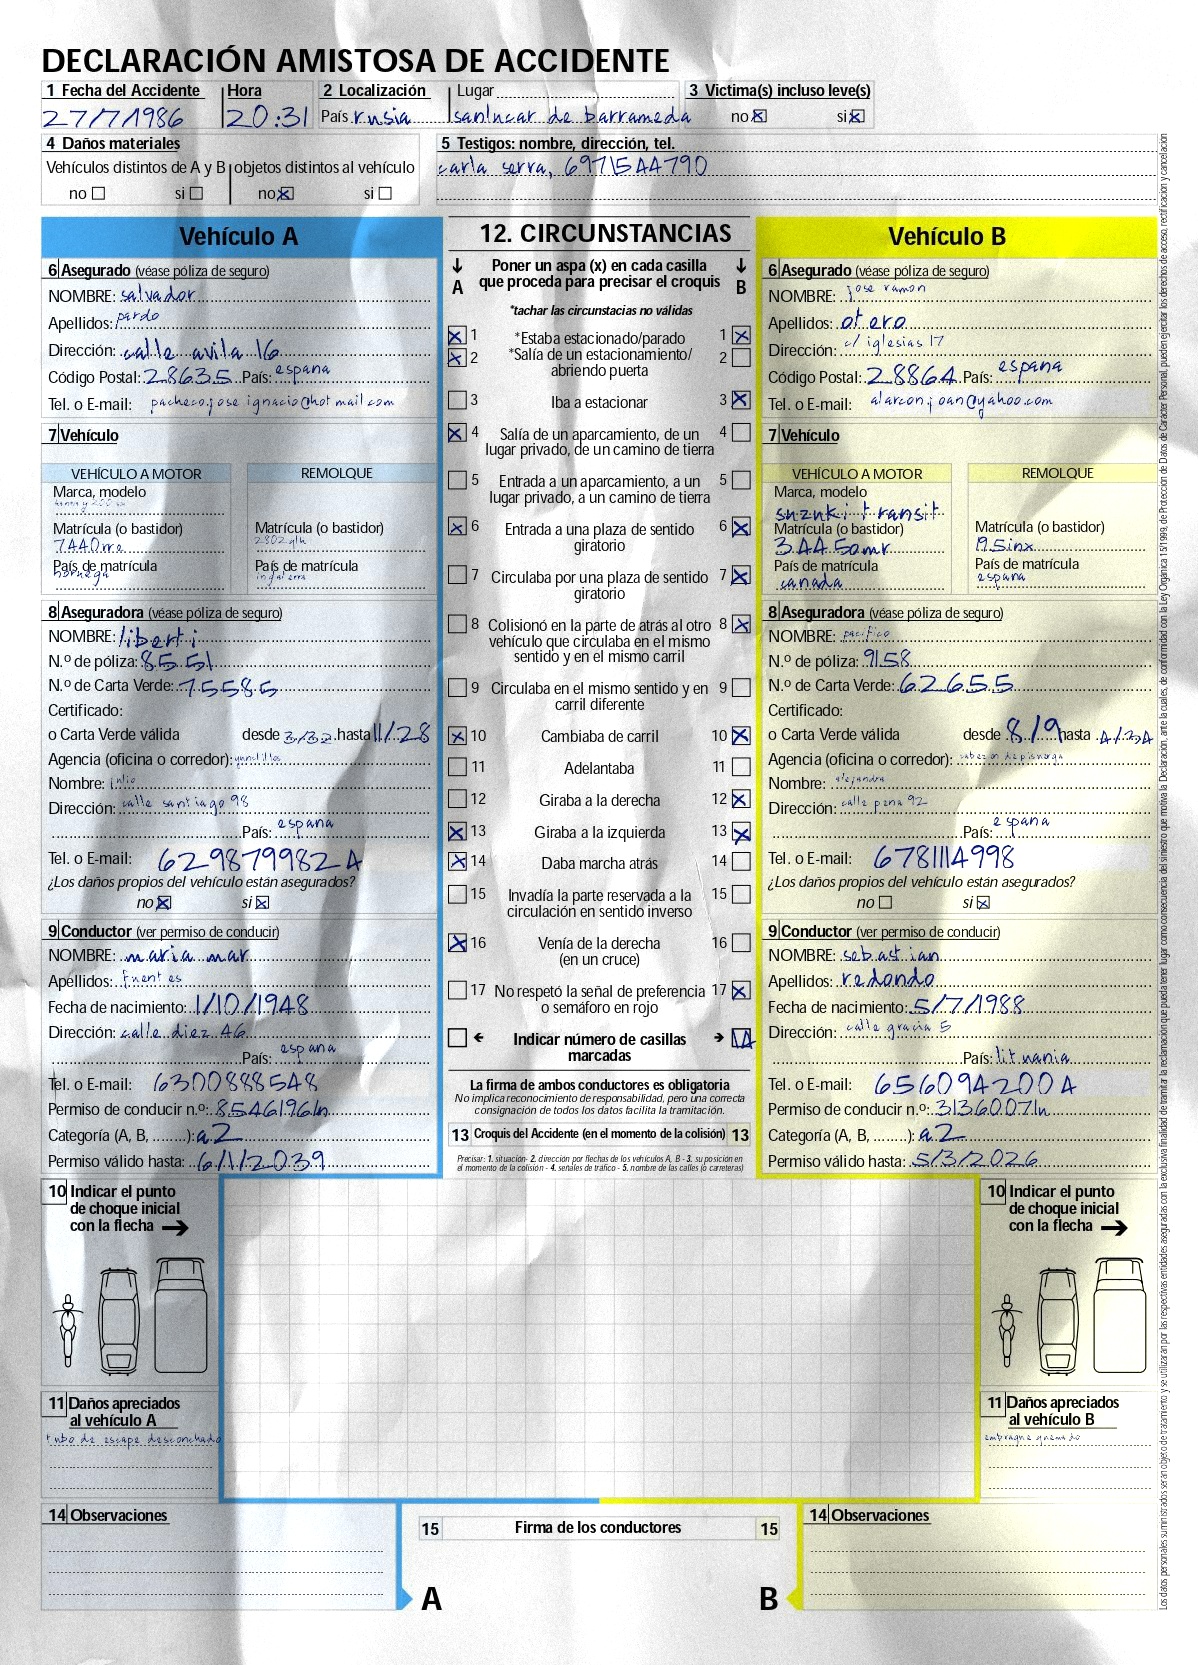 DECLARACIÓN AMISTOSA DE ACCIDENTE
1 Fecha del Accidente Hora 2 Localización Lugar 3 Victima(s) incluso leve(s)
27/7/1986 20:31 País rusia sanlucar de barrameda no si
4 Daños materiales 5 Testigos: nombre, dirección, tel.
Vehículos distintos de A y B objetos distintos al vehículo carla serra, 6971544790
no si no si
Vehículo A
6 Asegurado (véase póliza de seguro)
NOMBRE: salvador
Apellidos: pardo
Dirección: calle avila 16
Código Postal: 28635 País: espana
Tel. o E-mail: pacheco.jose ignacio@hotmail.com
7 Vehículo
VEHÍCULO A MOTOR REMOLQUE
Marca, modelo
Matrícula (o bastidor) Matrícula (o bastidor)
7440rra 2802glh
País de matrícula País de matrícula
noruega inglaterra
8 Aseguradora (véase póliza de seguro)
NOMBRE: liberti
N.º de póliza: 8551
N.º de Carta Verde: 75585
Certificado:
o Carta Verde válida desde 3/32 hasta 11/28
Agencia (oficina o corredor):
Nombre: julio
Dirección: calle santiago 98
País: espana
Tel. o E-mail: 6298799824
¿Los daños propios del vehículo están asegurados?
no si
9 Conductor (ver permiso de conducir)
NOMBRE: maria mar
Apellidos: fuentes
Fecha de nacimiento: 1/10/1948
Dirección: calle diez 46
País: espana
Tel. o E-mail: 6300888548
Permiso de conducir n.º: 8546196ln
Categoría (A, B, ........): a2
Permiso válido hasta: 6/1/2039
12. CIRCUNSTANCIAS
A Poner un aspa (x) en cada casilla que proceda para precisar el croquis B
*tachar las circunstacias no válidas
1 *Estaba estacionado/parado 1
2 *Salía de un estacionamiento/ 2
abriendo puerta
3 Iba a estacionar 3
4 Salía de un aparcamiento, de un 4
lugar privado, de un camino de tierra
5 Entrada a un aparcamiento, a un 5
lugar privado, a un camino de tierra
6 Entrada a una plaza de sentido 6
giratorio
7 Circulaba por una plaza de sentido 7
giratorio
8 Colisionó en la parte de atrás al otro 8
vehículo que circulaba en el mismo
sentido y en el mismo carril
9 Circulaba en el mismo sentido y en 9
carril diferente
10 Cambiaba de carril 10
11 Adelantaba 11
12 Giraba a la derecha 12
13 Giraba a la izquierda 13
14 Daba marcha atrás 14
15 Invadía la parte reservada a la 15
circulación en sentido inverso
16 Venía de la derecha 16
(en un cruce)
17 No respetó la señal de preferencia 17
o semáforo en rojo
Indicar número de casillas 14
marcadas
La firma de ambos conductores es obligatoria
No implica reconocimiento de responsabilidad, pero una correcta
consignación de todos los datos facilita la tramitación.
13 Croquis del Accidente (en el momento de la colisión) 13
Precisar: 1. situación- 2. dirección por flechas de los vehículos A, B - 3. su posición en
el momento de la colisión - 4. señales de tráfico - 5. nombre de las calles (o carreteras)
Vehículo B
6 Asegurado (véase póliza de seguro)
NOMBRE: jose ramon
Apellidos: otero
Dirección: c/ iglesias 17
Código Postal: 28864 País: espana
Tel. o E-mail: alarconjoan@yahoo.com
7 Vehículo
VEHÍCULO A MOTOR REMOLQUE
Marca, modelo
suzuki transit
Matrícula (o bastidor) Matrícula (o bastidor)
3445omr 195inx
País de matrícula País de matrícula
canada espana
8 Aseguradora (véase póliza de seguro)
NOMBRE: pacifico
N.º de póliza: 9158
N.º de Carta Verde: 62655
Certificado:
o Carta Verde válida desde 8/9 hasta 4/34
Agencia (oficina o corredor): cabezon de pisuerga
Nombre: alejandra
Dirección: calle pena 92
País: espana
Tel. o E-mail: 6781114998
¿Los daños propios del vehículo están asegurados?
no si
9 Conductor (ver permiso de conducir)
NOMBRE: sebastian
Apellidos: redondo
Fecha de nacimiento: 5/7/1988
Dirección: calle gracia 5
País: lituania
Tel. o E-mail: 6560942004
Permiso de conducir n.º: 3136007ln
Categoría (A, B, ........): a2
Permiso válido hasta: 5/3/2026
10 Indicar el punto
de choque inicial
con la flecha
11 Daños apreciados
al vehículo A
tubo de escape desconchado
10 Indicar el punto
de choque inicial
con la flecha
11 Daños apreciados
al vehículo B
embrague quemado
14 Observaciones
15 Firma de los conductores 15
A B
14 Observaciones
Los datos personales suministrados seran objeto de tratamiento y se utilizaran por las respectivas entidades aseguradas con la exclusiva finalidad de tramitar la reclamación que pueda tener lugar como consecuencia del siniestro que motiva la Declaración, ante la cuales, de conformidad con la Ley Orgánica 15/1999, de Protección de Datos de Carácter Personal, pueden ejercitar los derechos de acceso, rectificación y cancelación